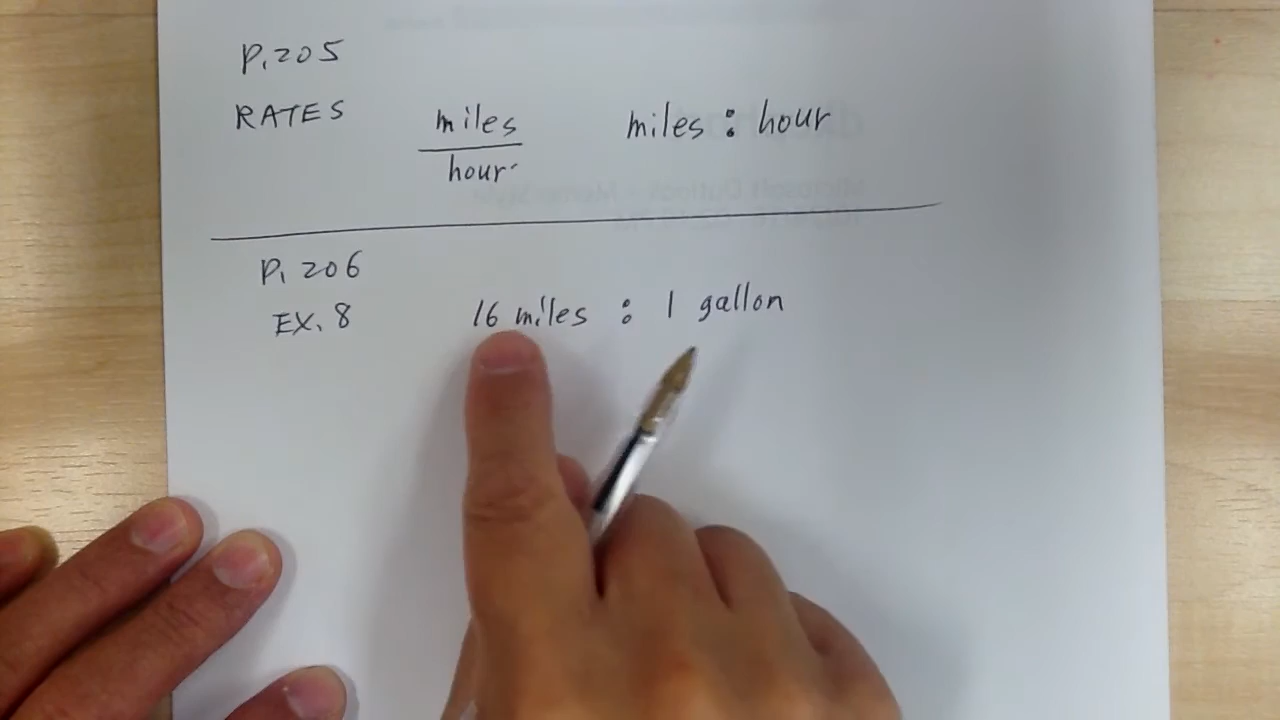 P. 205
RATES miles / hour miles : hour
P. 206
EX. 8 16 miles : 1 gallon